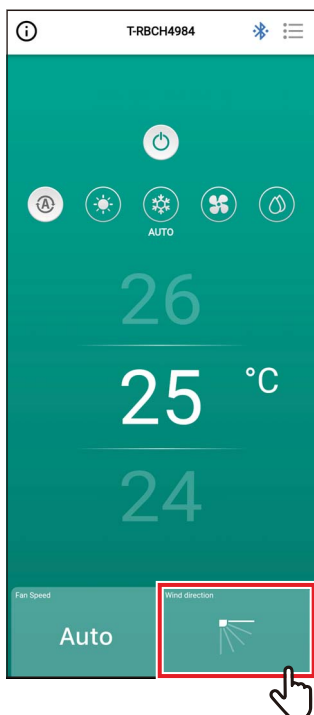 T-RBCH4984
A
AUTO
26
25 °C
24
Fan Speed
Wind direction
Auto